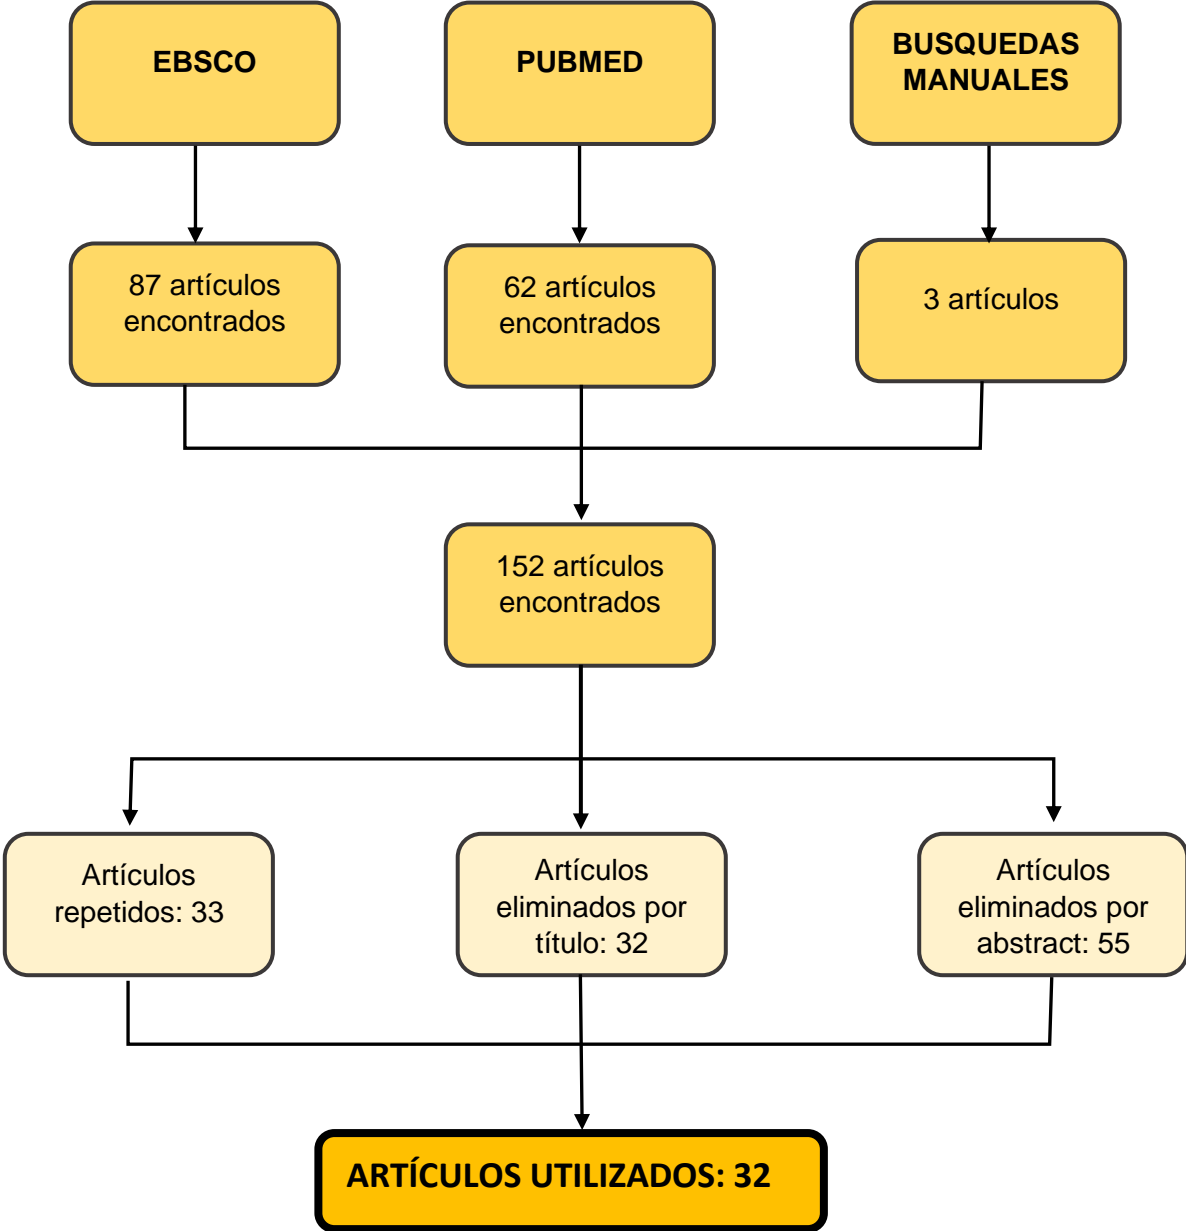 EBSCO
PUBMED
BUSQUEDAS
MANUALES
87 artículos
encontrados
62 artículos
encontrados
3 artículos
152 artículos
encontrados
Artículos
repetidos: 33
Artículos
eliminados por
título: 32
Artículos
eliminados por
abstract: 55
ARTÍCULOS UTILIZADOS: 32